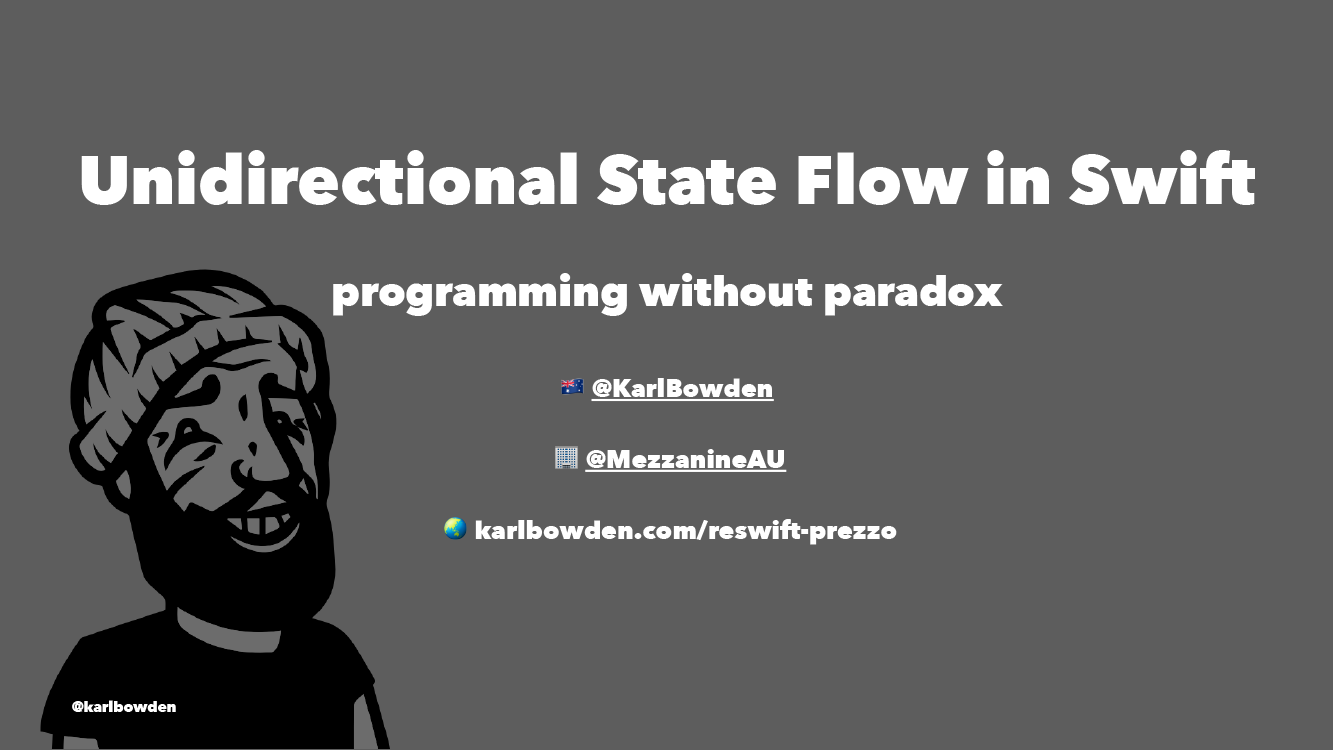 Unidirectional State Flow in Swift
programming without paradox
🇦🇺 @KarlBowden
🏢 @MezzanineAU
🌏 karlbowden.com/reswift-prezzo
@karlbowden